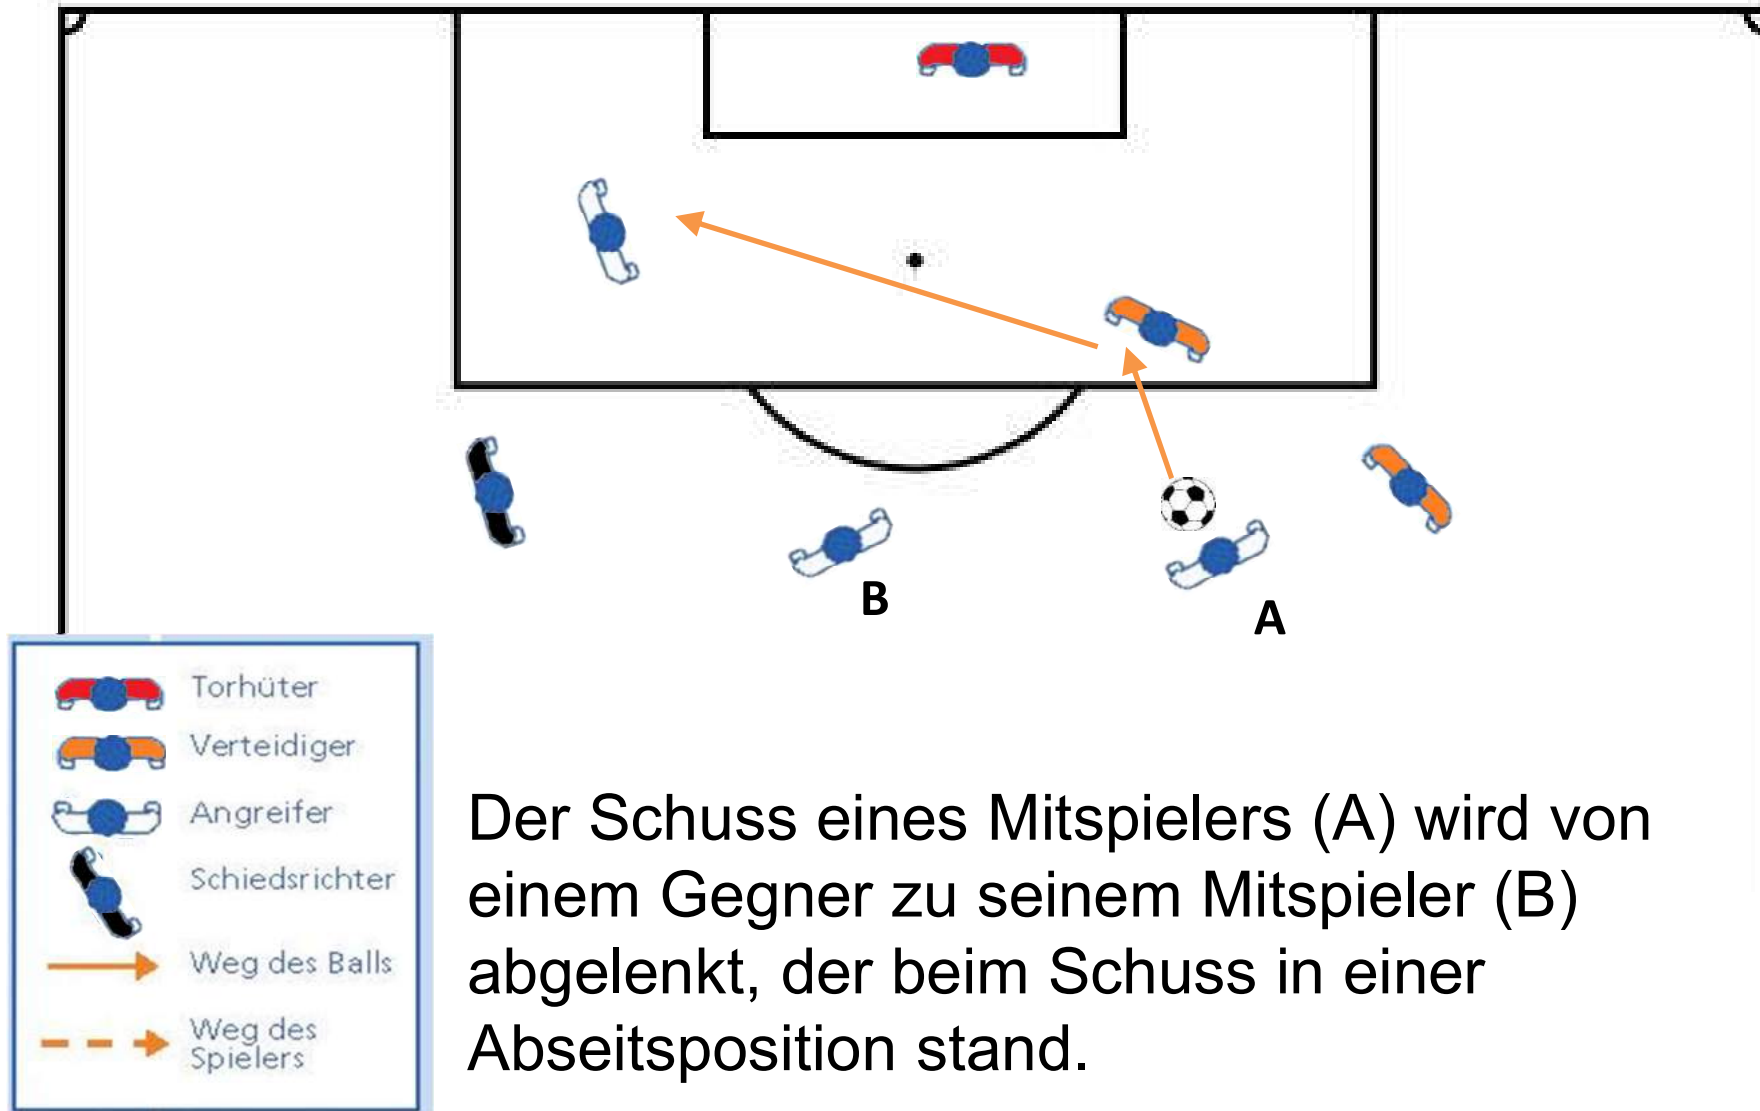 B
A
Torhüter
Verteidiger
Angreifer
Schiedsrichter
Weg des Balls
Weg des
Spielers
Der Schuss eines Mitspielers (A) wird von
einem Gegner zu seinem Mitspieler (B)
abgelenkt, der beim Schuss in einer
Abseitsposition stand.